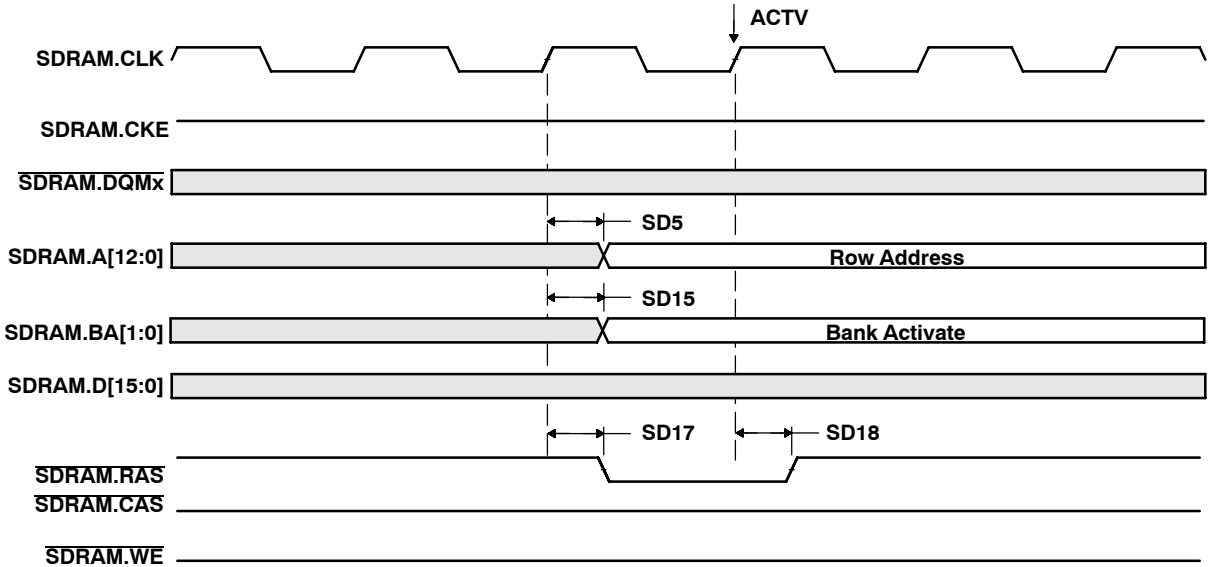 ACTV
SDRAM.CLK
SDRAM.CKE
SDRAM.DQMx
SD5
SDRAM.A[12:0]
Row Address
SD15
SDRAM.BA[1:0]
Bank Activate
SDRAM.D[15:0]
SD17
SD18
SDRAM.RAS
SDRAM.CAS
SDRAM.WE